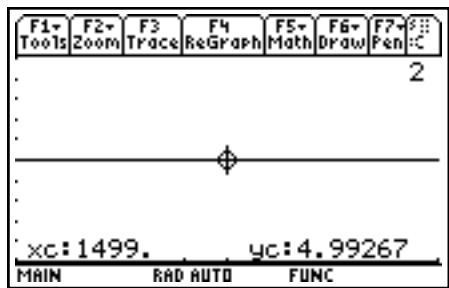 F1▾ F2▾ F3 F4 F5▾ F6▾ F7▾
Tools Zoom Trace ReGraph Math Draw Pen :C
2
xc:1499. yc:4.99267
MAIN RAD AUTO FUNC